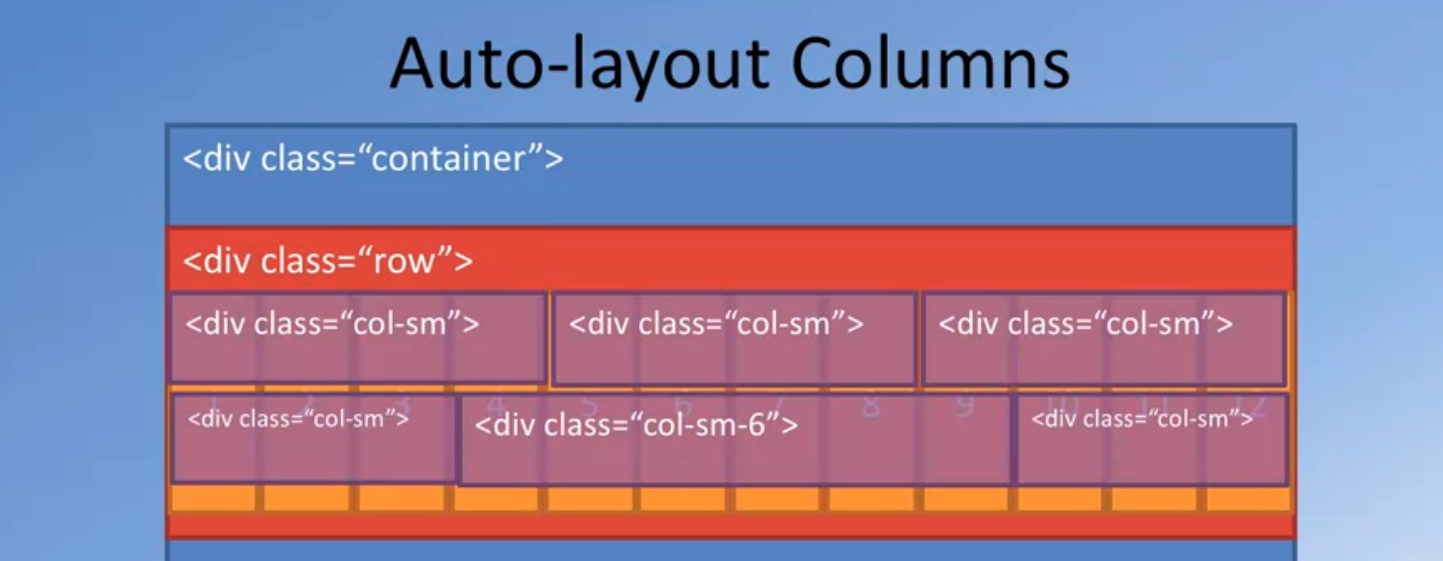 Auto-layout Columns
<div class=“container”>
<div class=“row”>
<div class=“col-sm”> <div class=“col-sm”> <div class=“col-sm”>
1 2 3 4 5 6 7 8 9 10 11 12
<div class=“col-sm”> <div class=“col-sm-6”> <div class=“col-sm”>